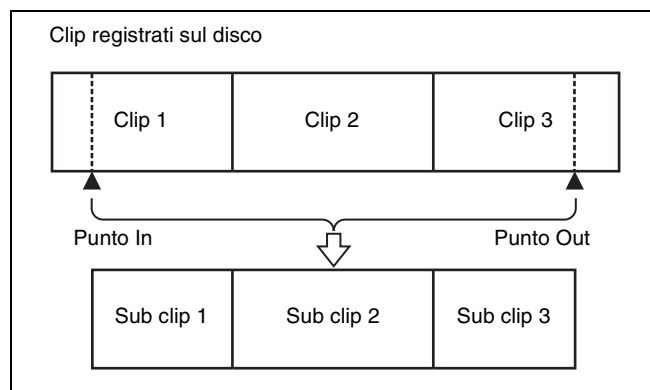 Clip registrati sul disco
Clip 1 Clip 2 Clip 3
Punto In Punto Out
Sub clip 1 Sub clip 2 Sub clip 3